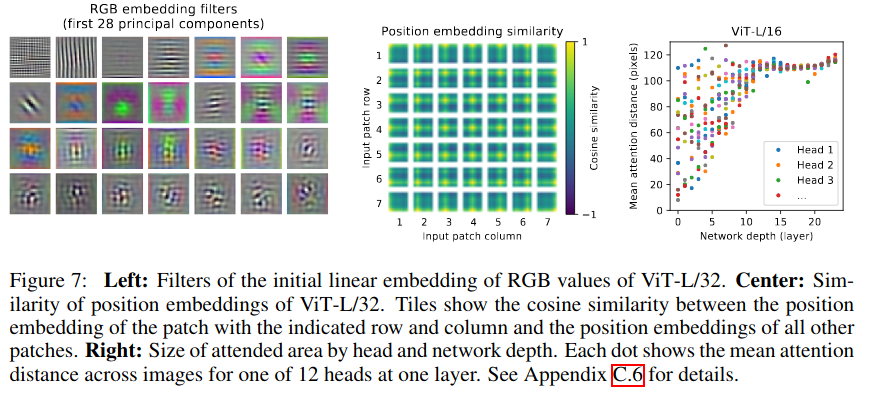 RGB embedding filters
(first 28 principal components)
Position embedding similarity
1
2
3
4
5
6
7
Input patch row
1 2 3 4 5 6 7
Input patch column
1
−1
Cosine similarity
ViT-L/16
120
100
80
60
40
20
0
Mean attention distance (pixels)
Head 1
Head 2
Head 3
...
0 5 10 15 20
Network depth (layer)
Figure 7: Left: Filters of the initial linear embedding of RGB values of ViT-L/32. Center: Sim-
ilarity of position embeddings of ViT-L/32. Tiles show the cosine similarity between the position
embedding of the patch with the indicated row and column and the position embeddings of all other
patches. Right: Size of attended area by head and network depth. Each dot shows the mean attention
distance across images for one of 12 heads at one layer. See Appendix C.6 for details.